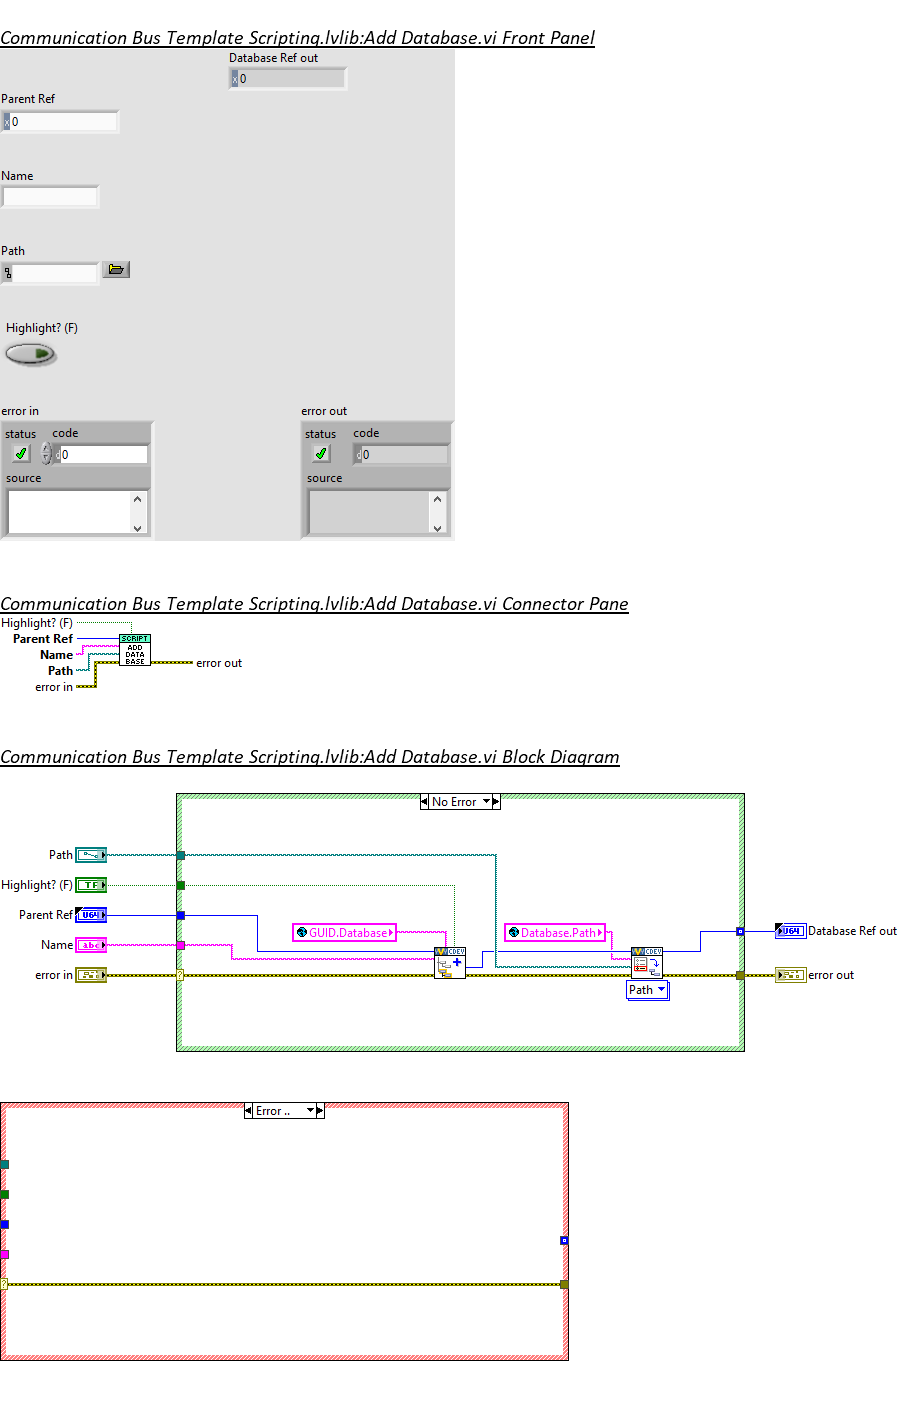 Communication Bus Template Scripting.lvlib:Add Database.vi Front Panel
Database Ref out
x 0
Parent Ref
x 0
Name
Path
Highlight? (F)
error in
error out
status code
d 0
source
status code
d 0
source
Communication Bus Template Scripting.lvlib:Add Database.vi Connector Pane
Highlight? (F)
Parent Ref
Name
Path
error in
SCRIPT
ADD
DATA
BASE
error out
Communication Bus Template Scripting.lvlib:Add Database.vi Block Diagram
No Error
Path
Highlight? (F) TF
Parent Ref U64
Name abc
error in
?
GUID.Database
CDEV
Database.Path
CDEV
Path
U64 Database Ref out
error out
Error ..
?